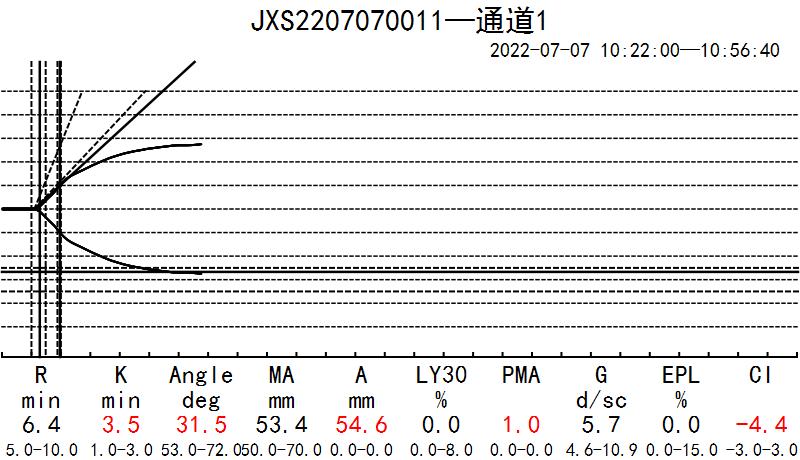 JXS2207070011—通道1
2022-07-07 10:22:00—10:56:40
R K Angle MA A LY30 PMA G EPL CI
min min deg mm mm % d/sc %
6.4 3.5 31.5 53.4 54.6 0.0 1.0 5.7 0.0 -4.4
5.0-10.0 1.0-3.0 53.0-72.0 50.0-70.0 0.0-0.0 0.0-8.0 0.0-0.0 4.6-10.9 0.0-15.0 -3.0-3.0